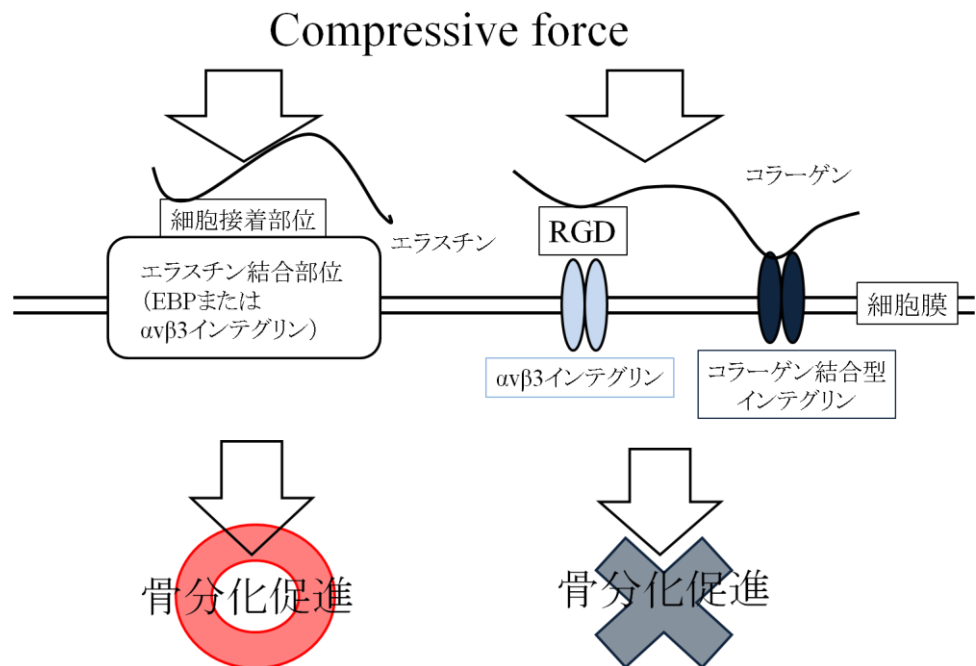 Compressive force
コラーゲン
細胞接着部位
エラスチン
RGD
エラスチン結合部位
(EBPまたは
αvβ3インテグリン)
細胞膜
αvβ3インテグリン
コラーゲン結合型
インテグリン
骨分化促進
骨分化促進